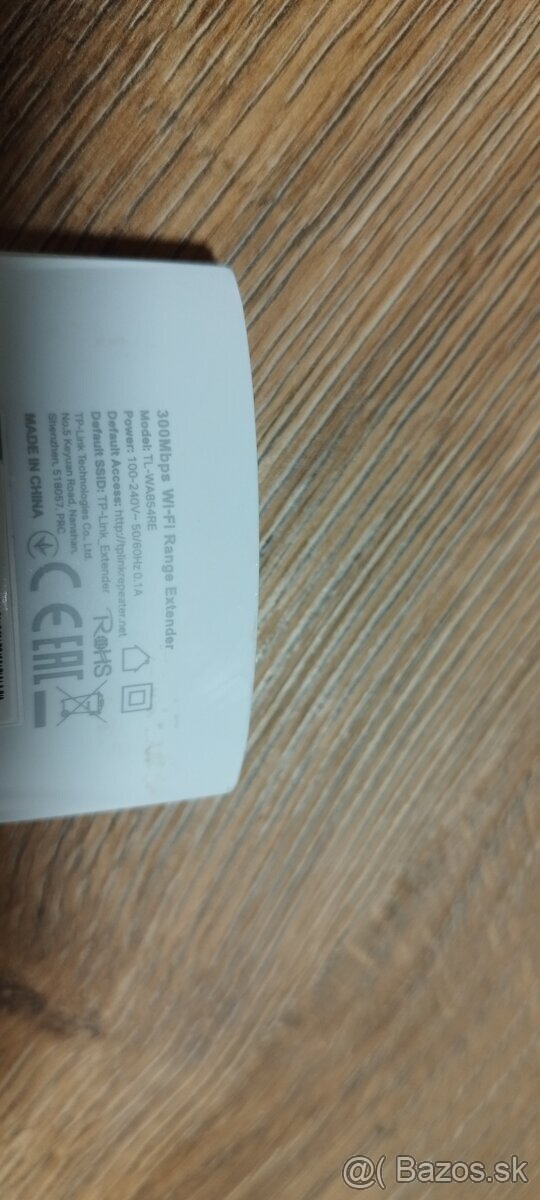 300Mbps Wi-Fi Range Extender
Model: TL-WA854RE
Power: 100-240V~ 50/60Hz 0.1A
Default Access: http://tplinkrepeater.net
Default SSID: TP-Link_Extender
TP-Link Technologies Co., Ltd.
No.5 Keyuan Road, Nanshan,
Shenzhen, 518057, PRC
MADE IN CHINA
RoHS
CE EAC
@( Bazos.sk